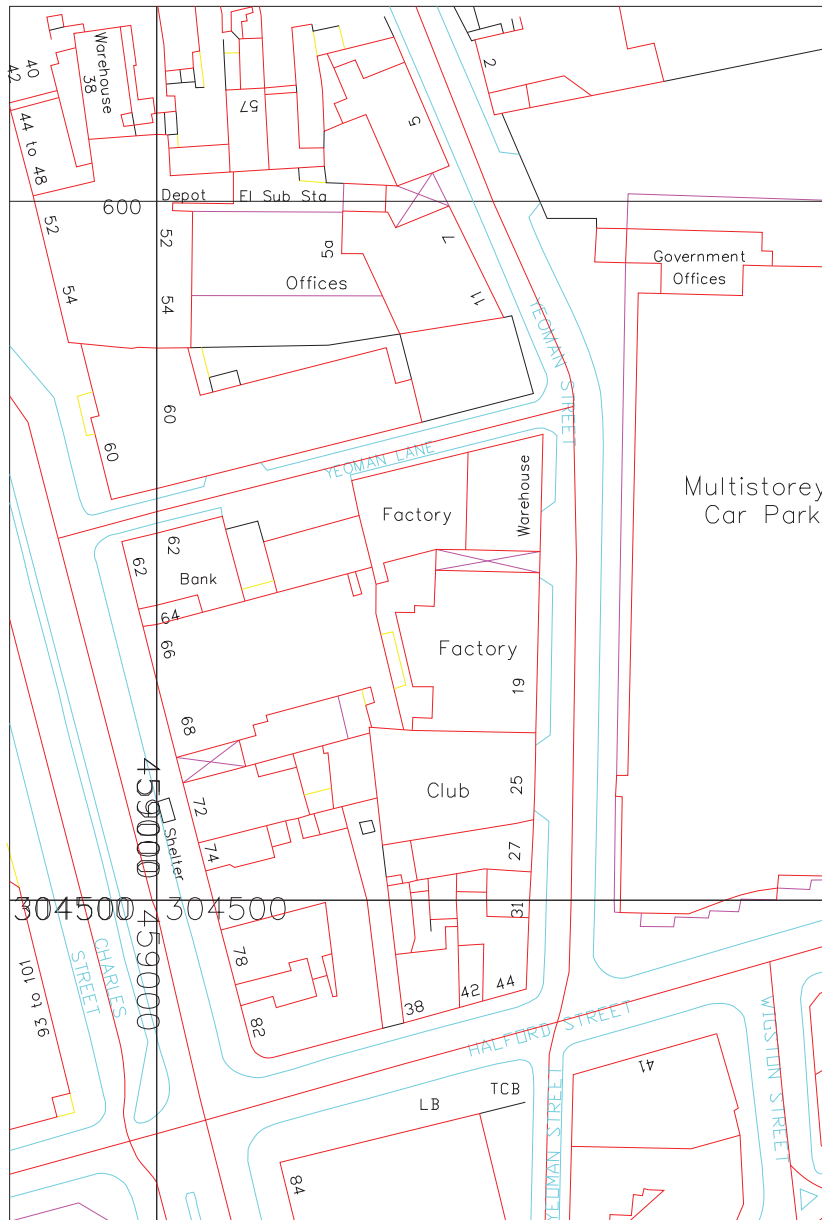 Warehouse
38
40
42
44 to 48
57
5
2
Depot
El Sub Sta
600
52
52
5a
7
Government
Offices
Offices
54
54
11
YEOMAN STREET
60
60
YEOMAN LANE
Warehouse
Factory
Multistorey
Car Park
62
62
Bank
64
66
Factory
19
68
459000
72
Club
25
Shelter
74
27
304500
304500
31
459000
CHARLES
STREET
78
93 to 101
82
38
42
44
HALFORD STREET
WIGSTON STREET
41
TCB
LB
YEOMAN STREET
84